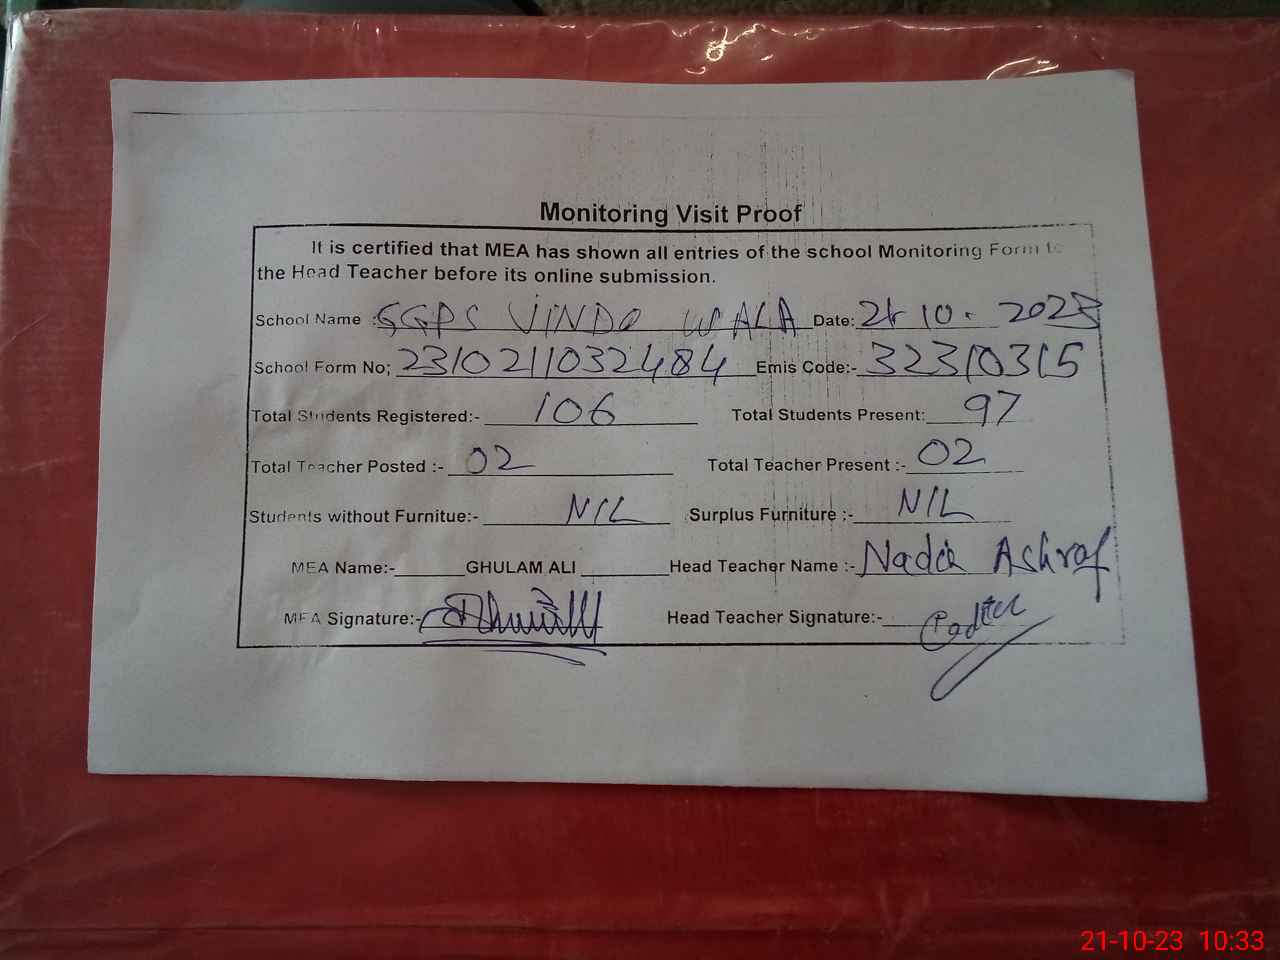 Monitoring Visit Proof
It is certified that MEA has shown all entries of the school Monitoring Form to
the Head Teacher before its online submission.
School Name :GGPS VINDO WALA Date: 21 10. 2023
School Form No; 2310211032484 Emis Code:- 32310315
Total Students Registered:- 106 Total Students Present: 97
Total Teacher Posted :- 02 Total Teacher Present :- 02
Students without Furnitue:- NIL Surplus Furniture :- NIL
MEA Name:- GHULAM ALI Head Teacher Name :- Nadia Ashraf
MEA Signature:- Head Teacher Signature:-
21-10-23 10:33